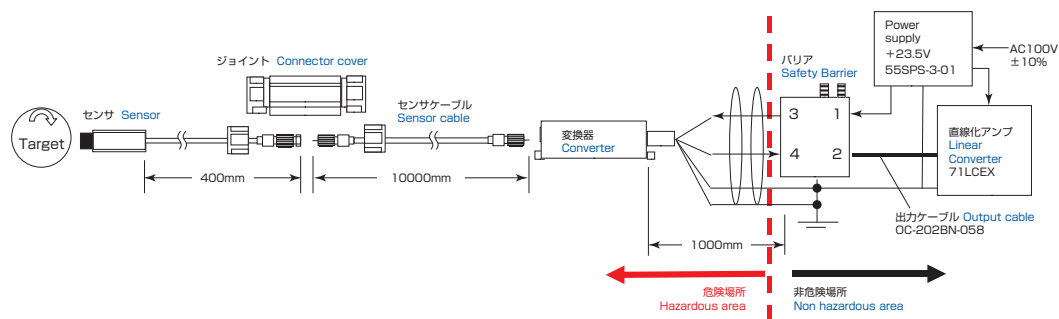 ジョイント Connector cover
センサ Sensor
Target
400mm
センサケーブル
Sensor cable
10000mm
変換器
Converter
1000mm
バリア
Safety Barrier
3 1
4 2
Power
supply
+23.5V
55SPS-3-01
AC100V
±10%
直線化アンプ
Linear
Converter
71LCEX
出力ケーブル Output cable
OC-202BN-058
危険場所
Hazardous area
非危険場所
Non hazardous area